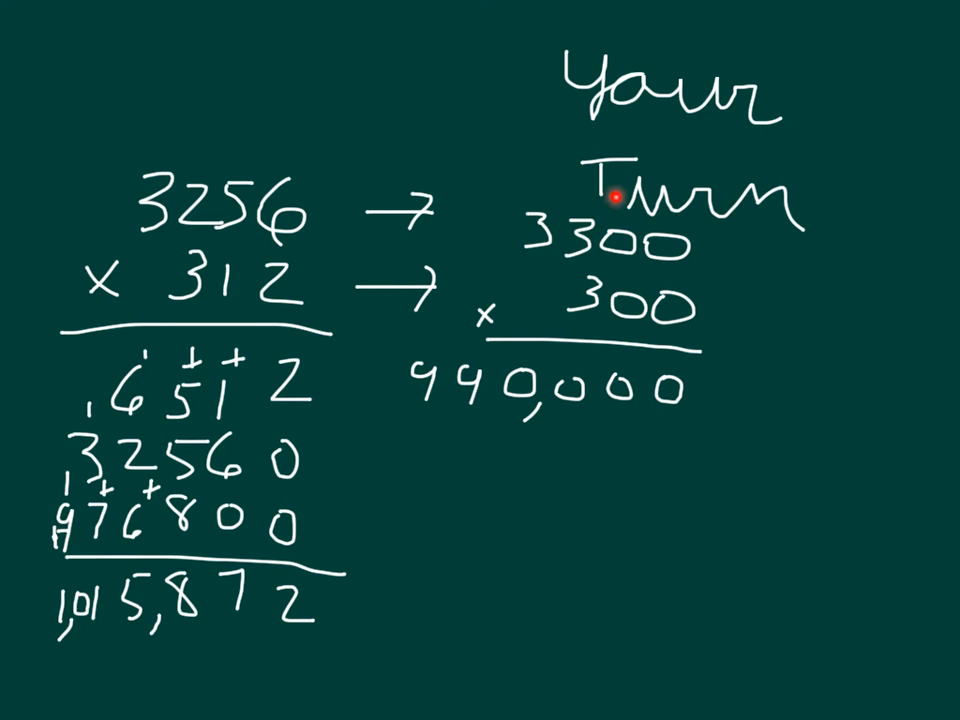 Your
Turn
3256 → 3300
x 312 → x 300
6512 990,000
32560
976800
1,015,872